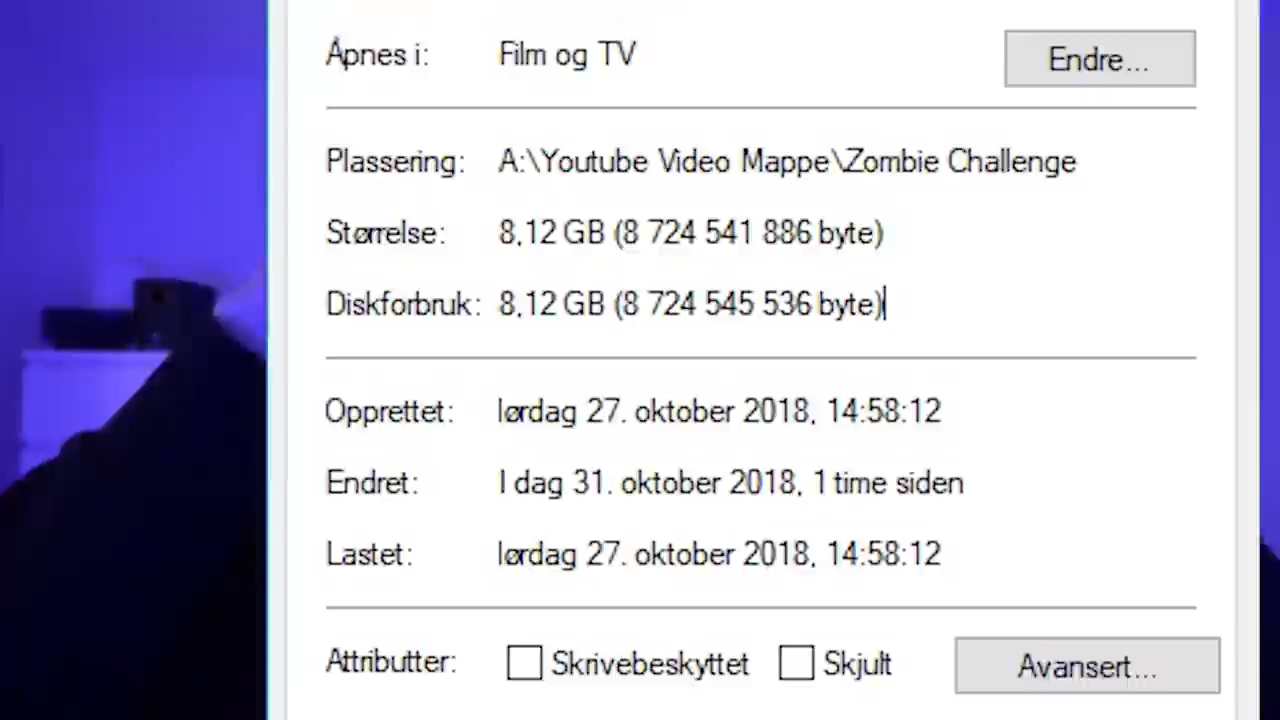 Åpnes i: Film og TV Endre...
Plassering: A:\Youtube Video Mappe\Zombie Challenge
Størrelse: 8,12 GB (8 724 541 886 byte)
Diskforbruk: 8,12 GB (8 724 545 536 byte)
Opprettet: lørdag 27. oktober 2018, 14:58:12
Endret: I dag 31. oktober 2018, 1 time siden
Lastet: lørdag 27. oktober 2018, 14:58:12
Attributter: Skrivebeskyttet Skjult Avansert...